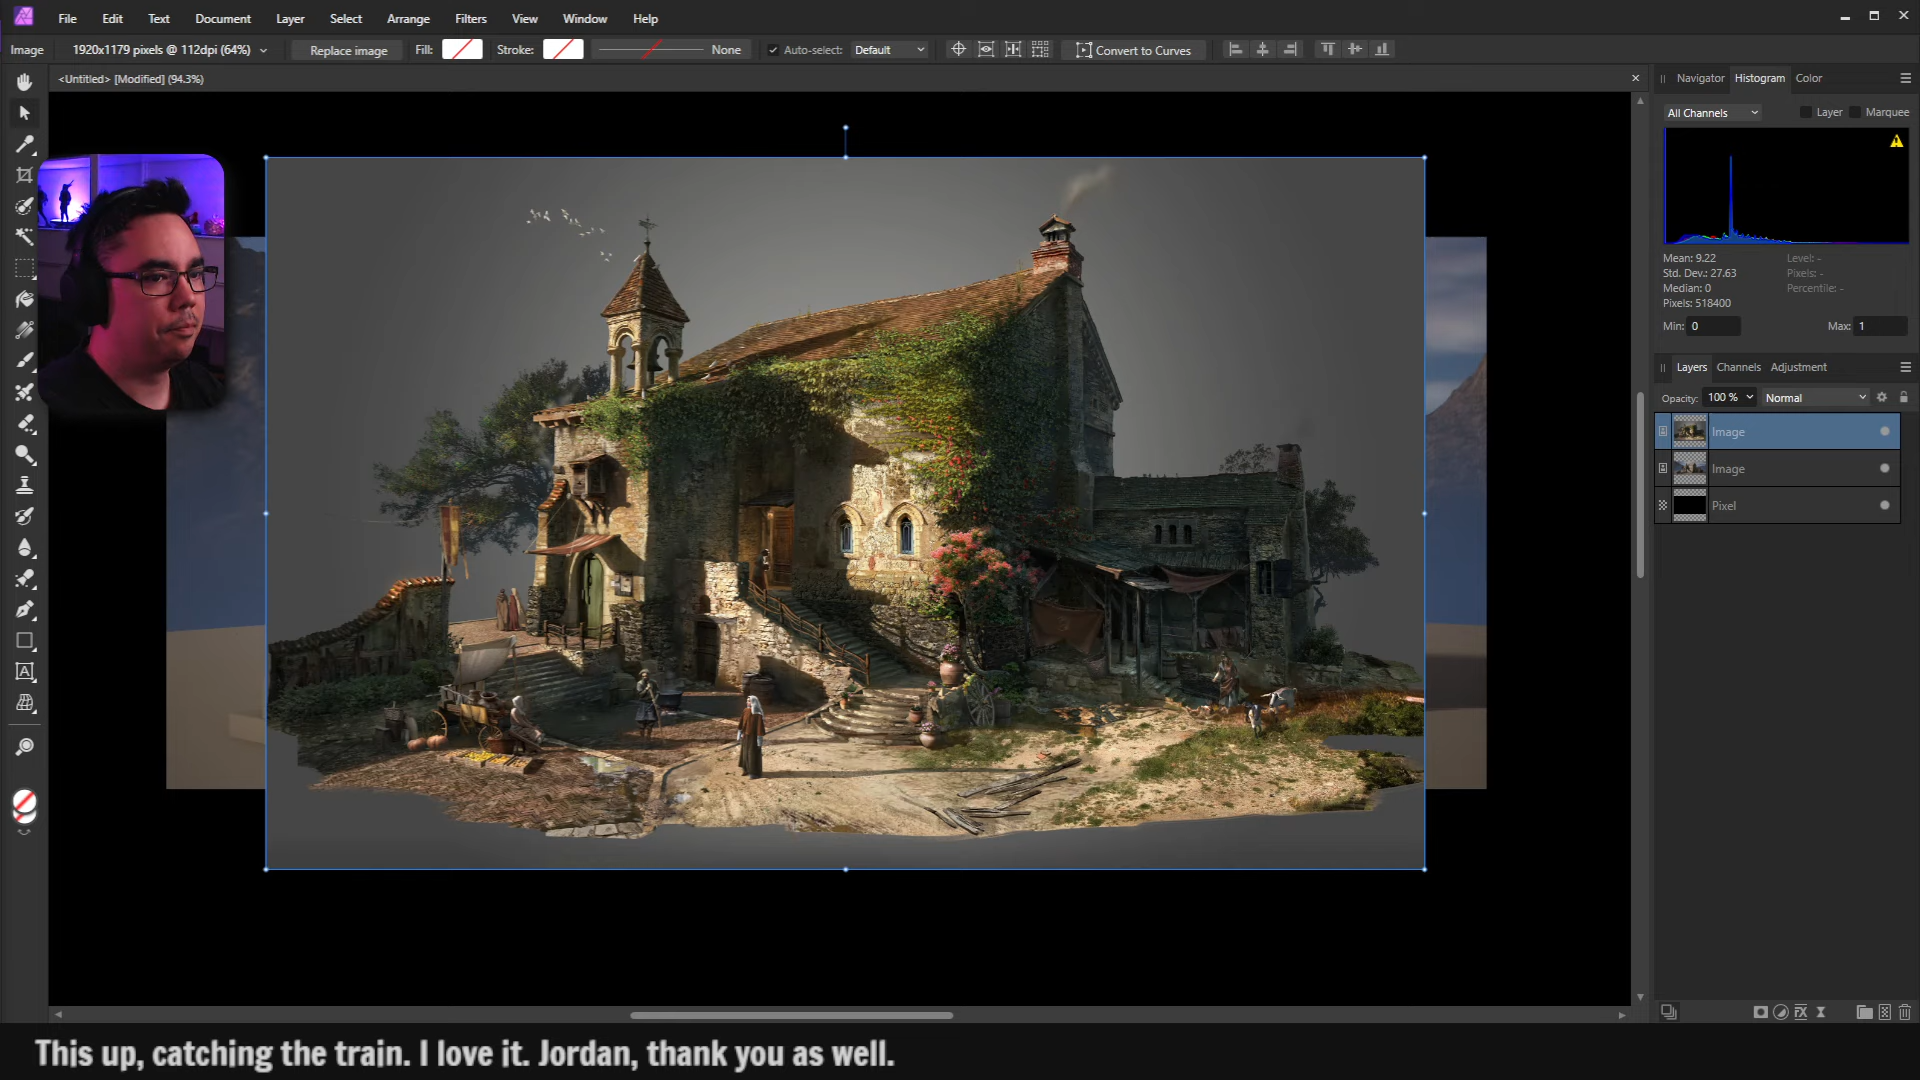 File Edit Text Document Layer Select Arrange Filters View Window Help
Image 1920x1179 pixels @ 112dpi (64%) Replace image Fill: Stroke: None Auto-select: Default Convert to Curves
<Untitled> [Modified] (94.3%)
Navigator Histogram Color
All Channels Layer Marquee
Mean: 9.22 Level: -
Std. Dev.: 27.63 Pixels: -
Median: 0 Percentile: -
Pixels: 518400
Min: 0 Max: 1
Layers Channels Adjustment
Opacity: 100 % Normal
Image
Image
Pixel
This up, catching the train. I love it. Jordan, thank you as well.